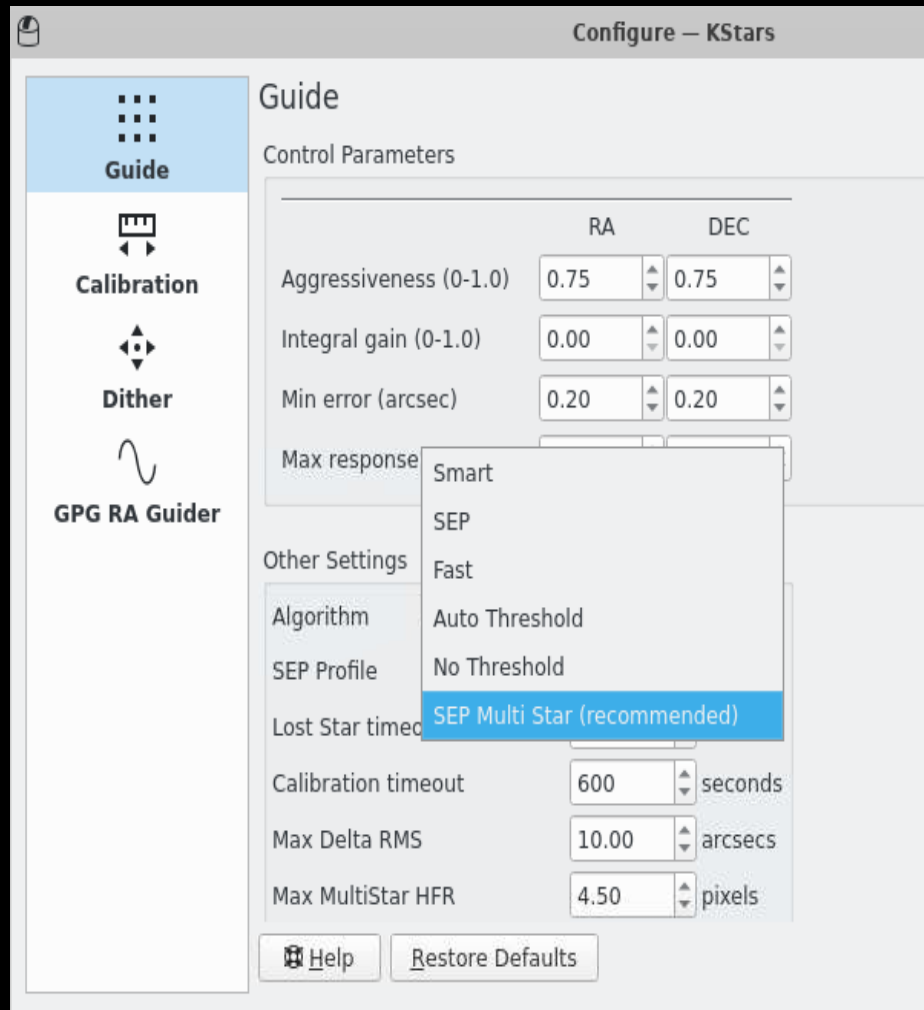 Configure — KStars
Guide
Calibration
Dither
GPG RA Guider
Guide
Control Parameters
RA DEC
Aggressiveness (0-1.0) 0.75 0.75
Integral gain (0-1.0) 0.00 0.00
Min error (arcsec) 0.20 0.20
Max response
Smart
SEP
Fast
Auto Threshold
No Threshold
SEP Multi Star (recommended)
Other Settings
Algorithm
SEP Profile
Lost Star
Calibration timeout 600 seconds
Max Delta RMS 10.00 arcsecs
Max MultiStar HFR 4.50 pixels
Help Restore Defaults